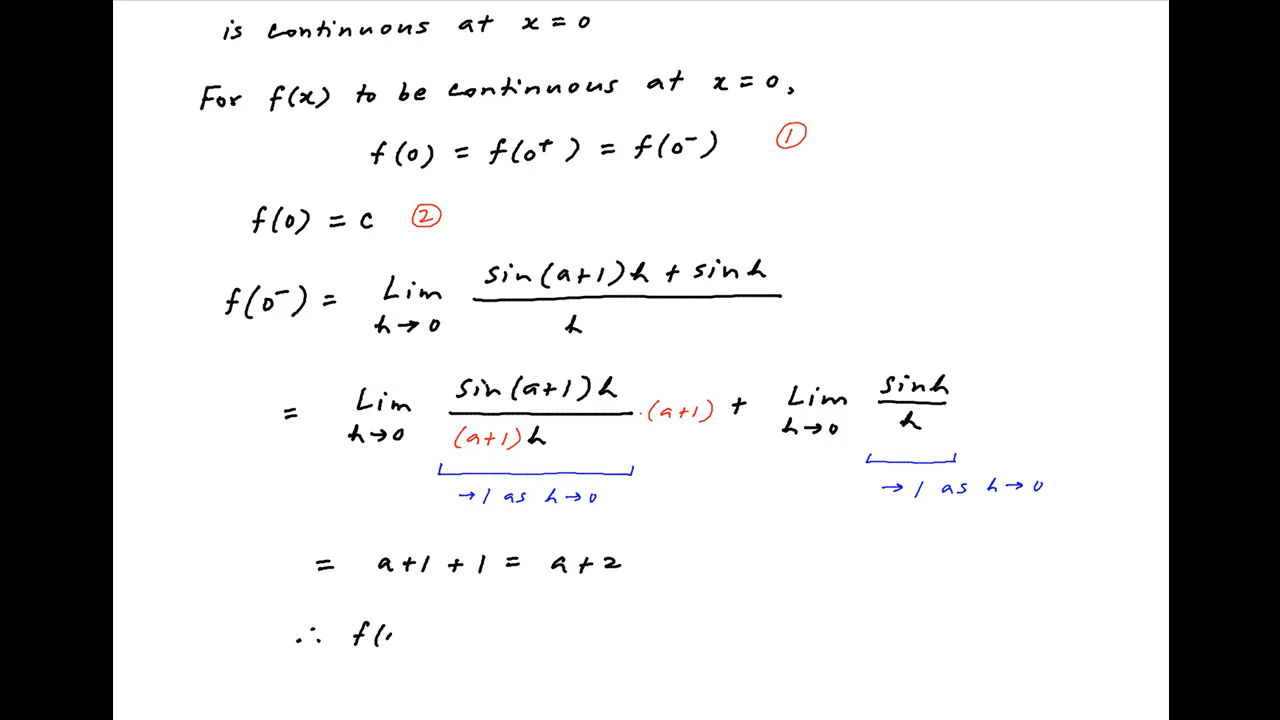 is continuous at x = 0
For f(x) to be continuous at x = 0,
f(0) = f(0⁺) = f(0⁻) ①
f(0) = c ②
f(0⁻) = Lim h→0 (sin(a+1)h + sinh) / h
= Lim h→0 sin(a+1)h / (a+1)h · (a+1) + Lim h→0 sinh / h
→ 1 as h→0 → 1 as h→0
= a+1 + 1 = a+2
∴ f(